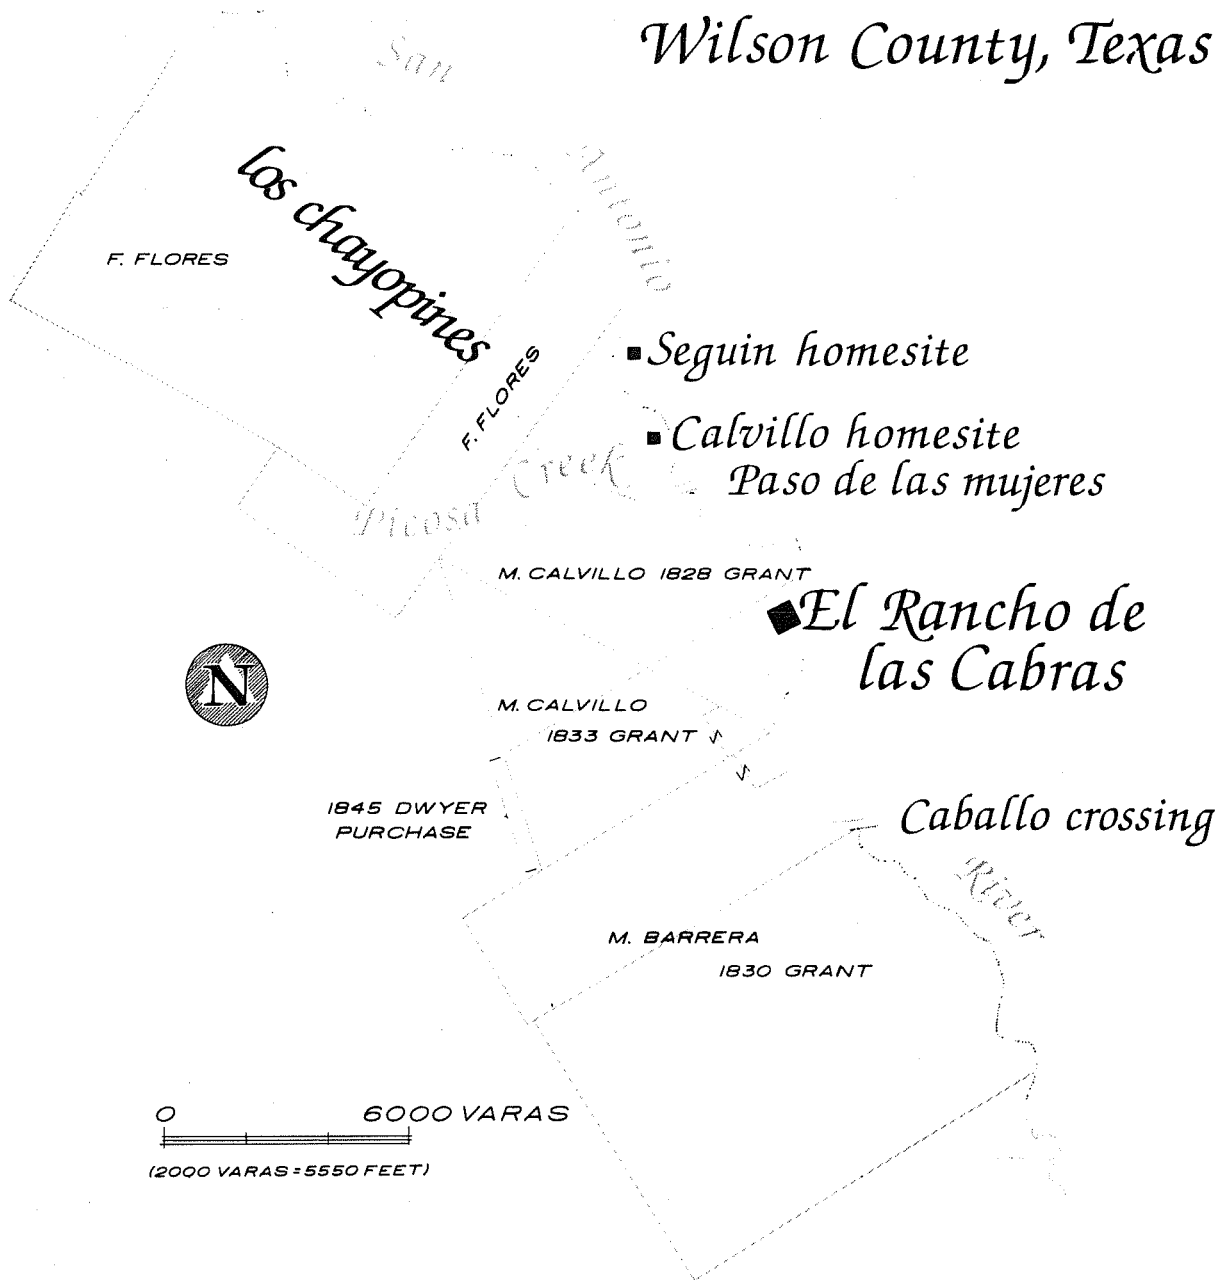 Wilson County, Texas
San
Antonio
los chayopines
F. FLORES
F. FLORES
Seguin homesite
Calvillo homesite
Paso de las mujeres
Picosa Creek
M. CALVILLO 1828 GRANT
El Rancho de
las Cabras
N
M. CALVILLO
1833 GRANT
1845 DWYER
PURCHASE
Caballo crossing
River
M. BARRERA
1830 GRANT
0 6000 VARAS
(2000 VARAS = 5550 FEET)